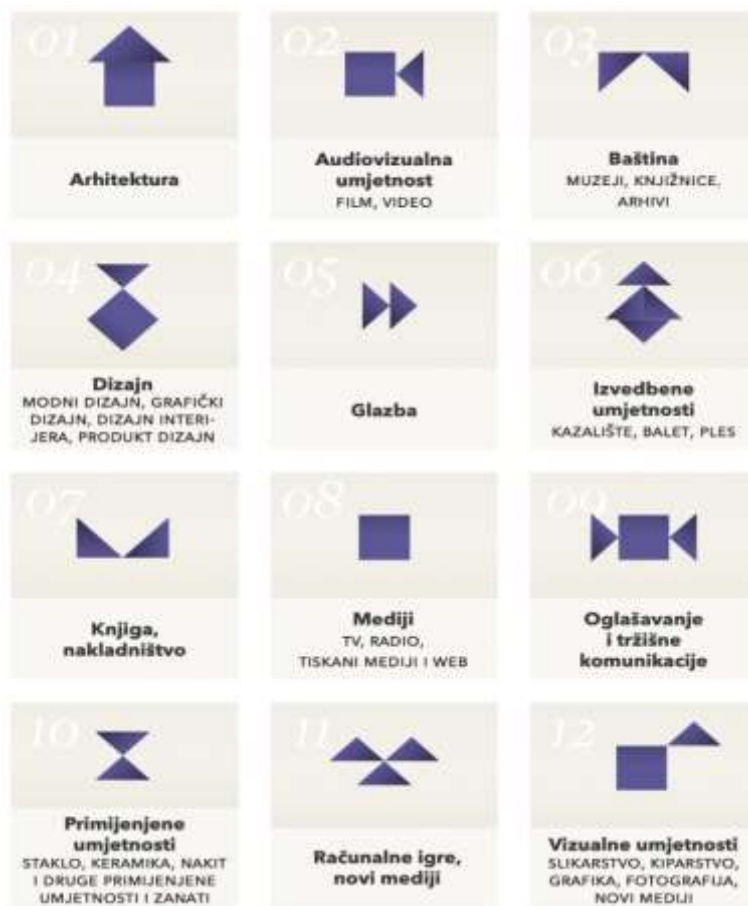 01
Arhitektura
02
Audiovizualna
umjetnost
FILM, VIDEO
03
Baština
MUZEJI, KNJIŽNICE,
ARHIVI
04
Dizajn
MODNI DIZAJN, GRAFIČKI
DIZAJN, DIZAJN INTERI-
JERA, PRODUKT DIZAJN
05
Glazba
06
Izvedbene
umjetnosti
KAZALIŠTE, BALET, PLES
07
Knjiga,
nakladništvo
08
Mediji
TV, RADIO,
TISKANI MEDIJI I WEB
09
Oglašavanje
i tržišne
komunikacije
10
Primijenjene
umjetnosti
STAKLO, KERAMIKA, NAKIT
I DRUGE PRIMIJENJENE
UMJETNOSTI I ZANATI
11
Računalne igre,
novi mediji
12
Vizualne umjetnosti
SLIKARSTVO, KIPARSTVO,
GRAFIKA, FOTOGRAFIJA,
NOVI MEDIJI